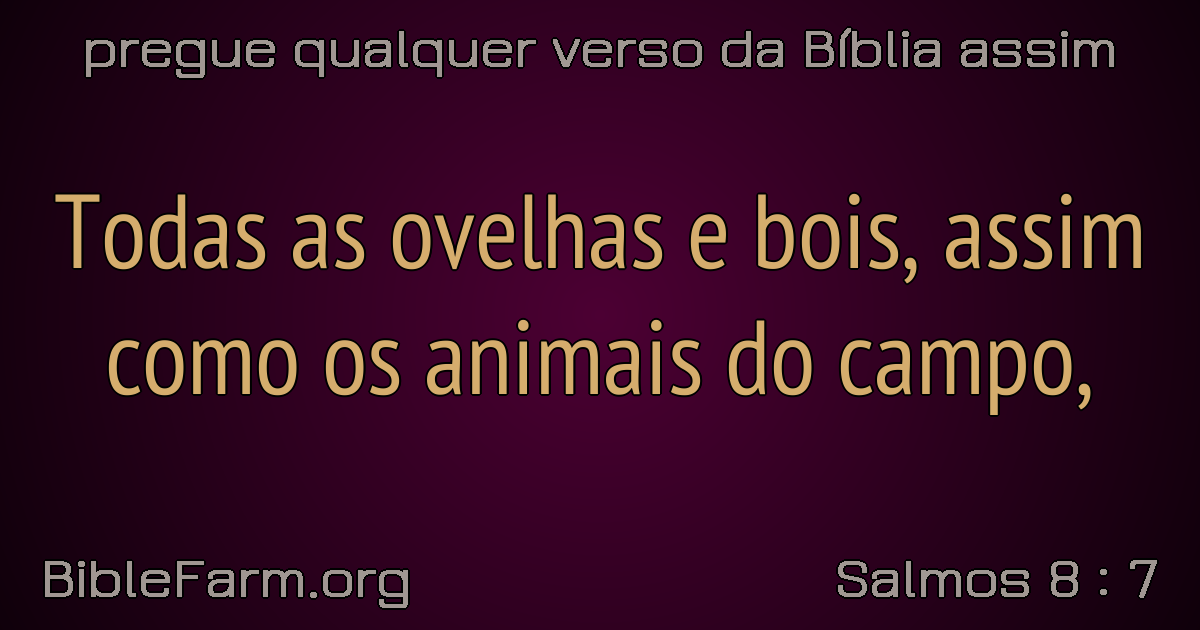 pregue qualquer verso da Bíblia assim
Todas as ovelhas e bois, assim
como os animais do campo,
BibleFarm.org
Salmos 8 : 7